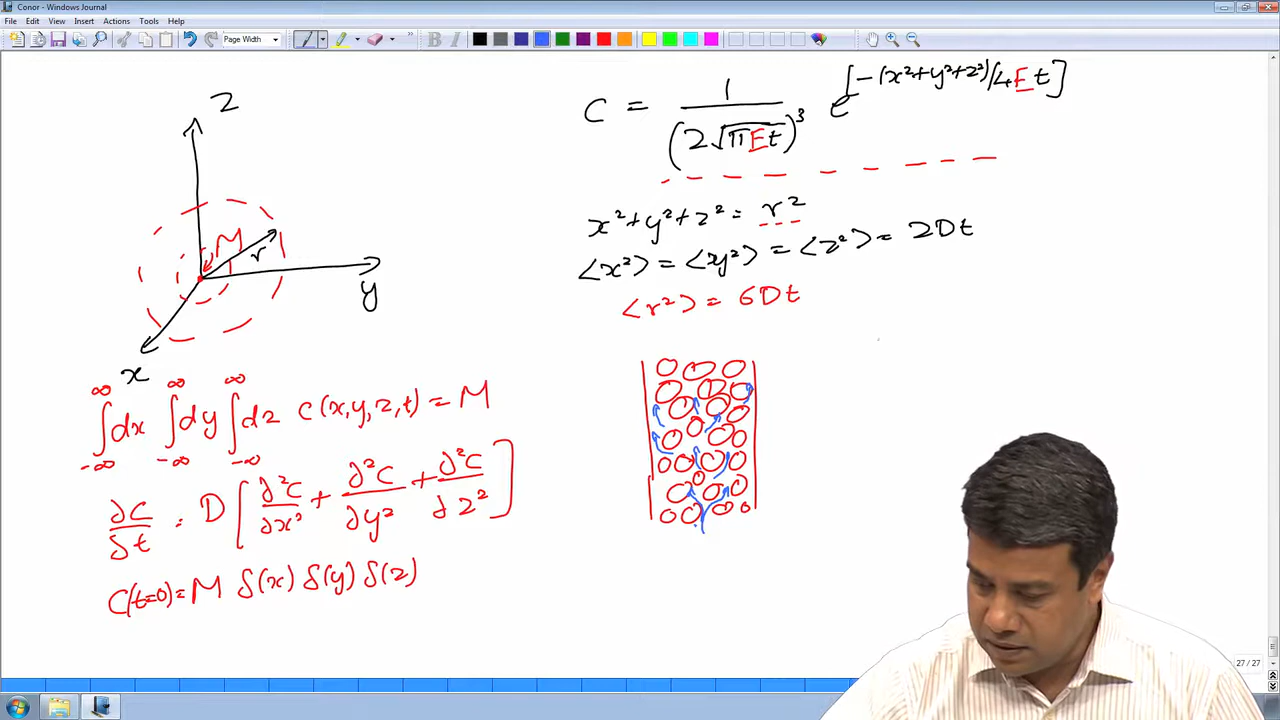 Conor - Windows Journal
File Edit View Insert Actions Tools Help
Page Width
B I
z
M
r
y
x
∫_{-∞}^{∞} dx ∫_{-∞}^{∞} dy ∫_{-∞}^{∞} dz C(x,y,z,t) = M
∂C/∂t = D[∂²C/∂x² + ∂²C/∂y² + ∂²C/∂z²]
C(t=0) = M δ(x) δ(y) δ(z)
C = 1/(2√πEt)³ e^[-(x²+y²+z²)/4Et]
x²+y²+z² = r²
⟨x²⟩ = ⟨xy²⟩ = ⟨z²⟩ = 2Dt
⟨r²⟩ = 6Dt
27 / 27